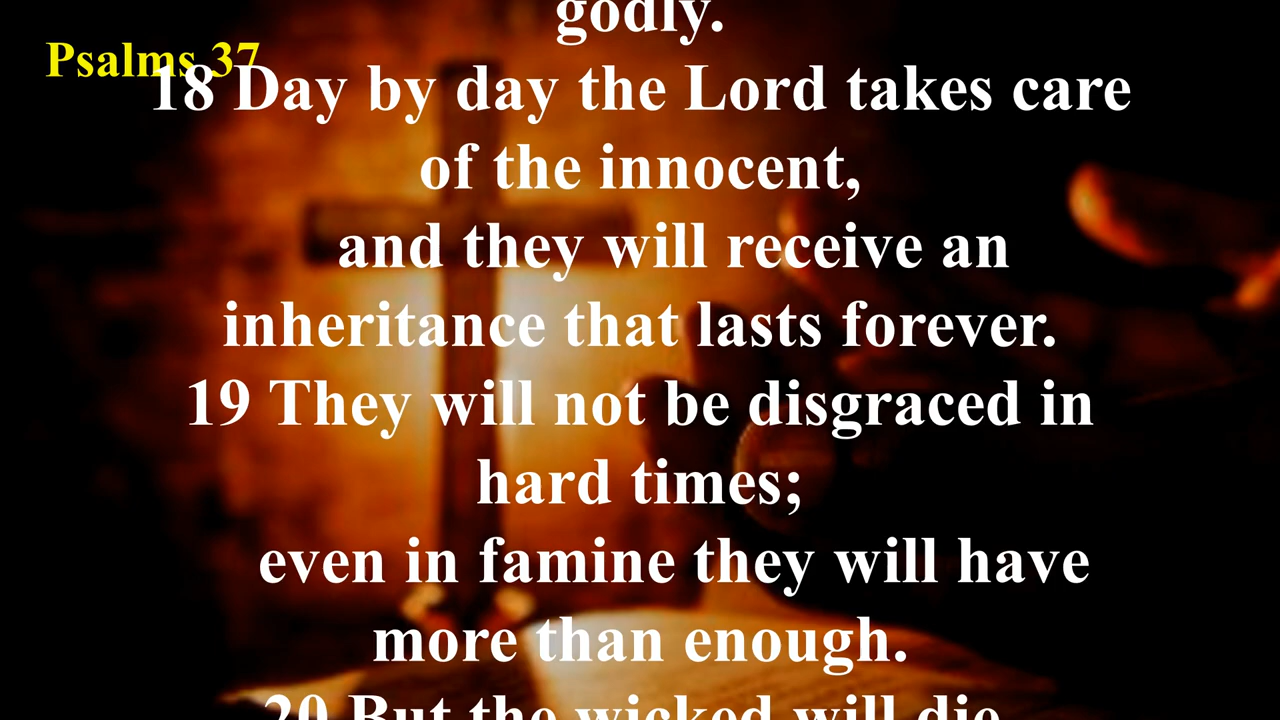 godly.
Psalms 37
18 Day by day the Lord takes care
of the innocent,
and they will receive an
inheritance that lasts forever.
19 They will not be disgraced in
hard times;
even in famine they will have
more than enough.
20 But the wicked will die.